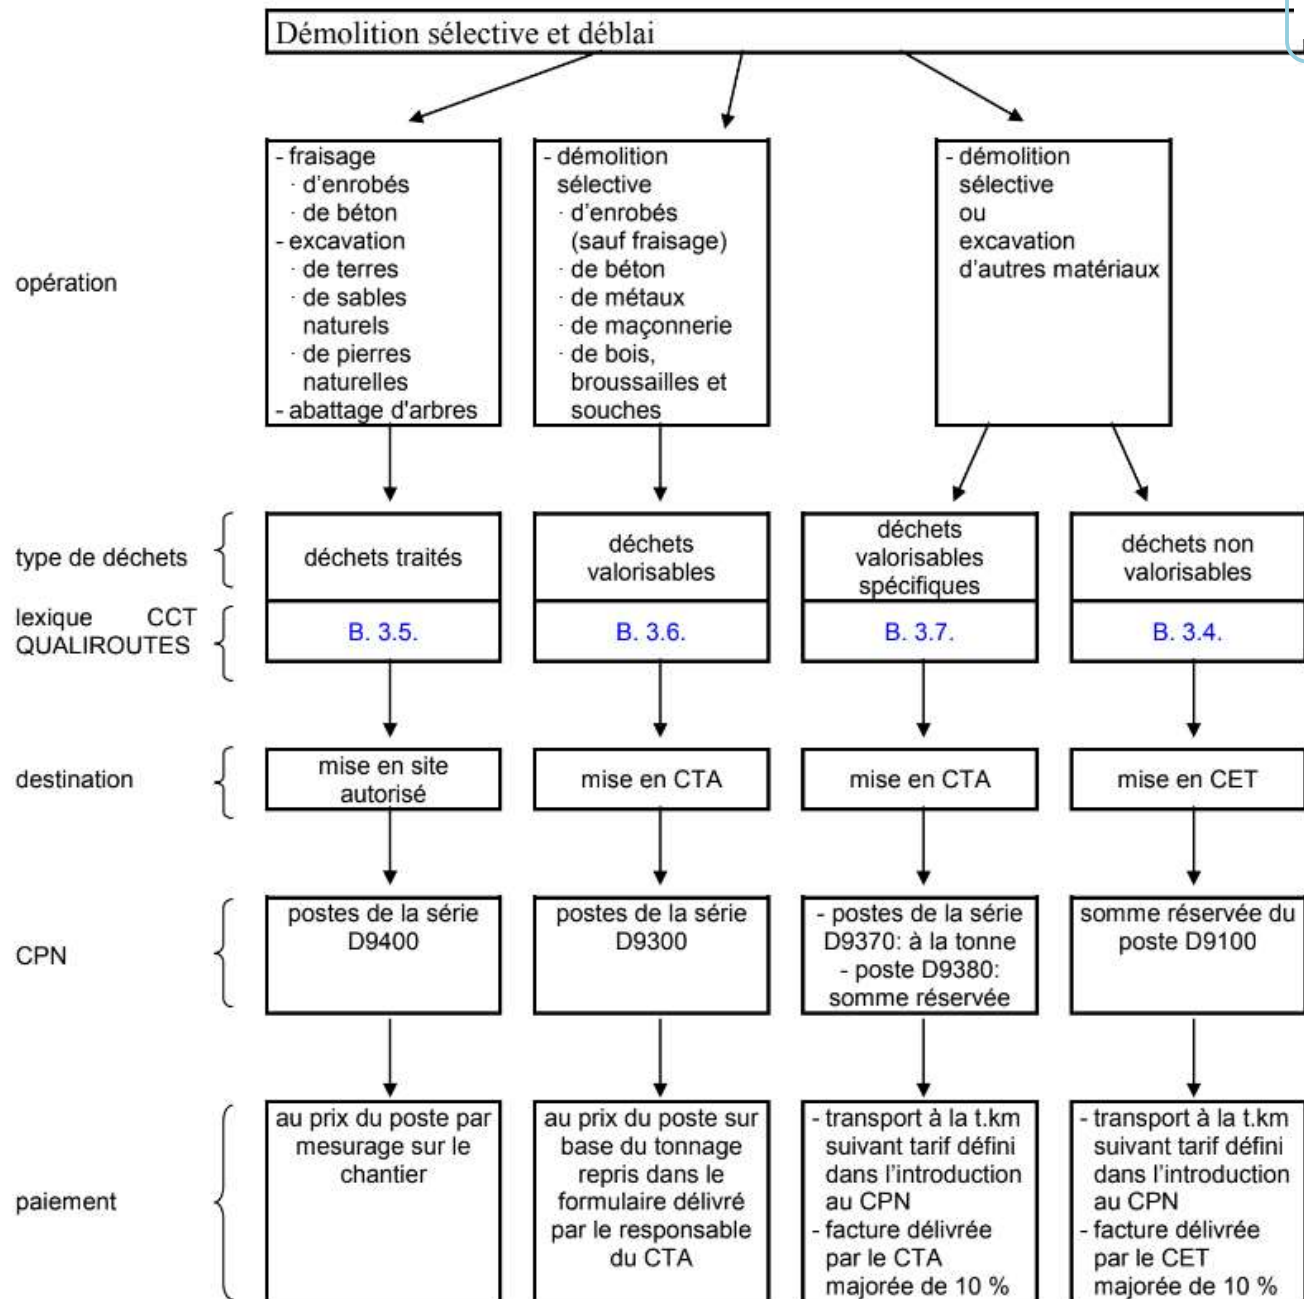 Démolition sélective et déblai
opération
- fraisage
· d'enrobés
· de béton
- excavation
· de terres
· de sables
naturels
· de pierres
naturelles
- abattage d'arbres
- démolition
sélective
· d'enrobés
(sauf fraisage)
· de béton
· de métaux
· de maçonnerie
· de bois,
broussailles et
souches
- démolition
sélective
ou
excavation
d'autres matériaux
type de déchets
déchets traités
déchets
valorisables
déchets
valorisables
spécifiques
déchets non
valorisables
lexique CCT
QUALIROUTES
B. 3.5.
B. 3.6.
B. 3.7.
B. 3.4.
destination
mise en site
autorisé
mise en CTA
mise en CTA
mise en CET
CPN
postes de la série
D9400
postes de la série
D9300
- postes de la série
D9370: à la tonne
- poste D9380:
somme réservée
somme réservée du
poste D9100
paiement
au prix du poste par
mesurage sur le
chantier
au prix du poste sur
base du tonnage
repris dans le
formulaire délivré
par le responsable
du CTA
- transport à la t.km
suivant tarif défini
dans l'introduction
au CPN
- facture délivrée
par le CTA
majorée de 10 %
- transport à la t.km
suivant tarif défini
dans l'introduction
au CPN
- facture délivrée
par le CET
majorée de 10 %